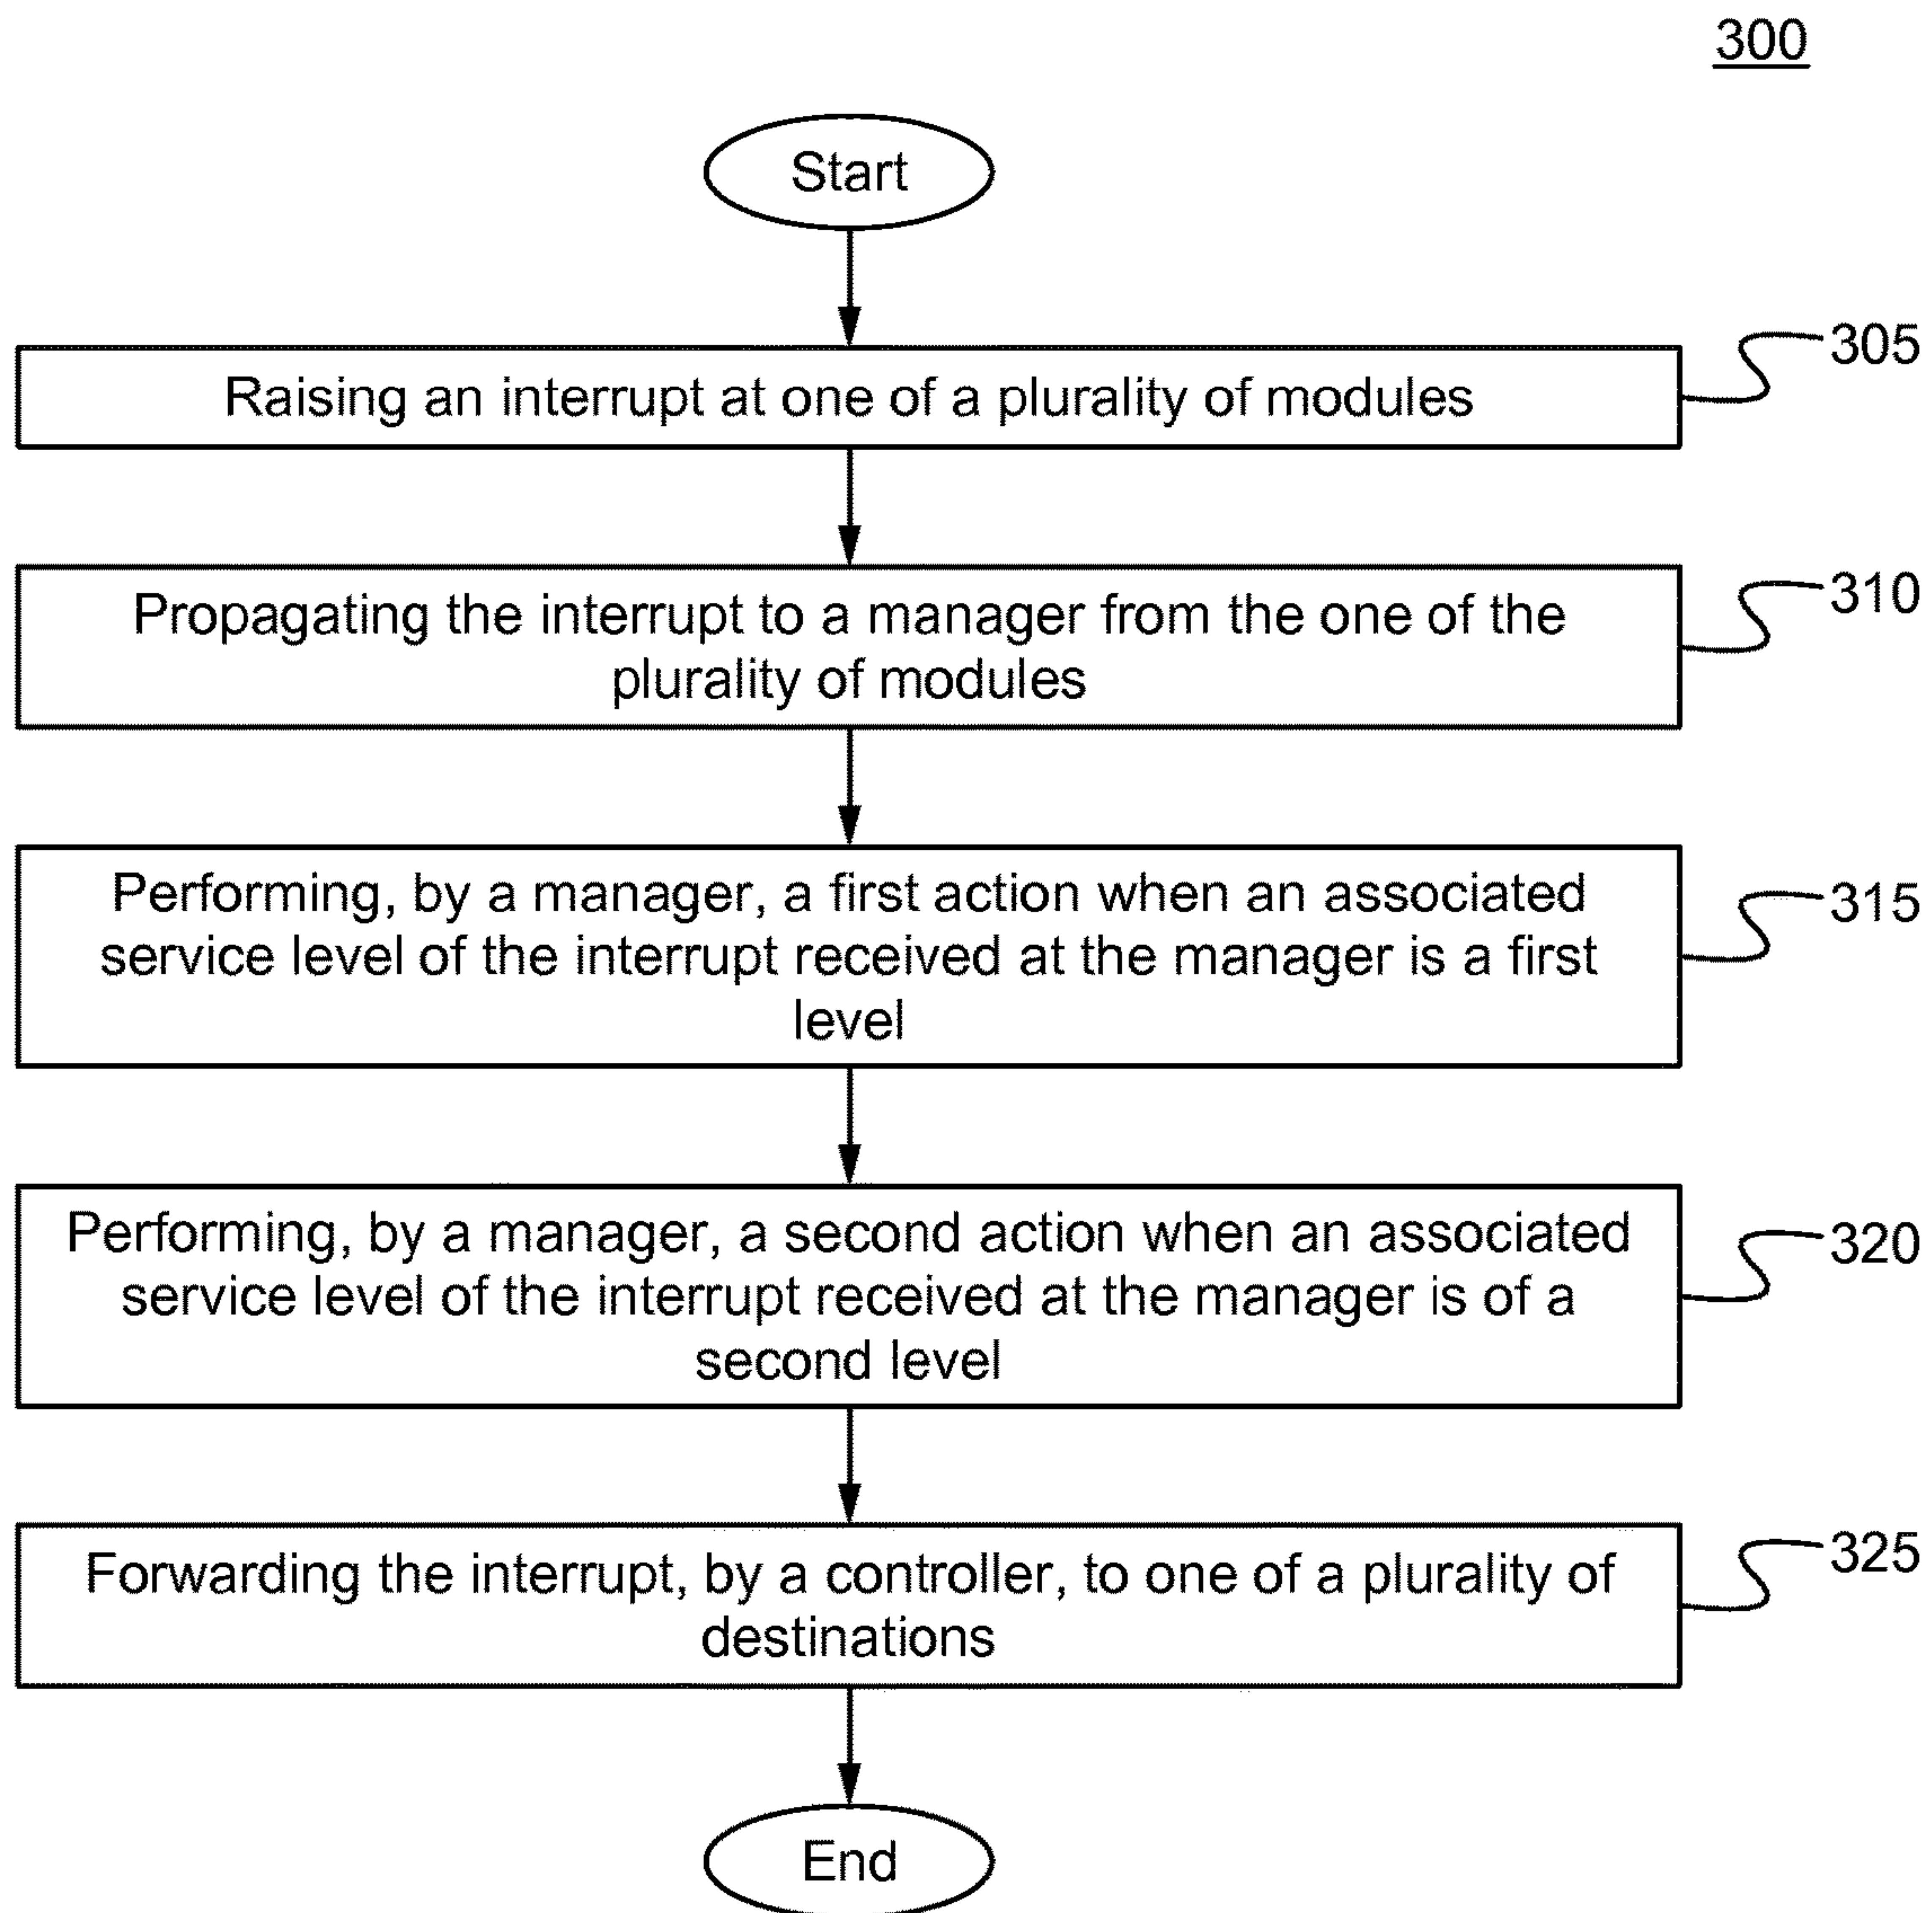 300
Start
Raising an interrupt at one of a plurality of modules
305
Propagating the interrupt to a manager from the one of the
plurality of modules
310
Performing, by a manager, a first action when an associated
service level of the interrupt received at the manager is a first
level
315
Performing, by a manager, a second action when an associated
service level of the interrupt received at the manager is of a
second level
320
Forwarding the interrupt, by a controller, to one of a plurality of
destinations
325
End